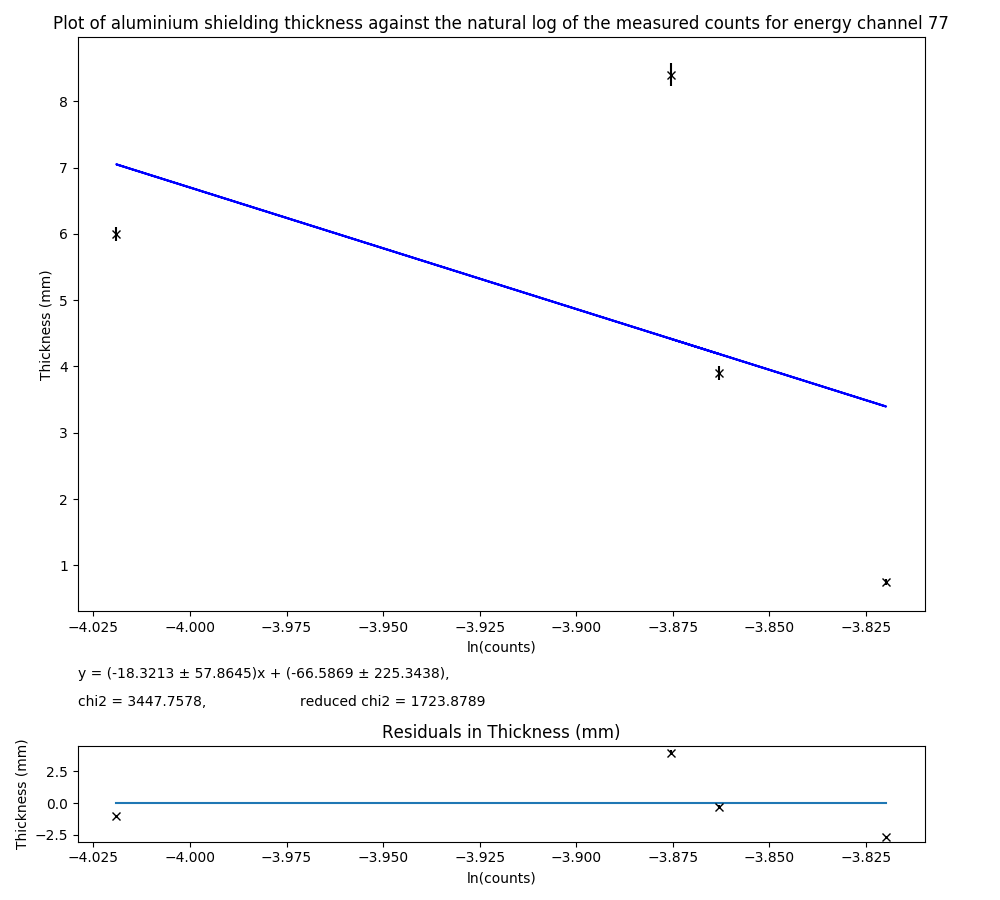 Plot of aluminium shielding thickness against the natural log of the measured counts for energy channel 77
Thickness (mm)
8
7
6
5
4
3
2
1
−4.025 −4.000 −3.975 −3.950 −3.925 −3.900 −3.875 −3.850 −3.825
ln(counts)
y = (-18.3213 ± 57.8645)x + (-66.5869 ± 225.3438),
chi2 = 3447.7578, reduced chi2 = 1723.8789
Residuals in Thickness (mm)
Thickness (mm)
2.5
0.0
−2.5
−4.025 −4.000 −3.975 −3.950 −3.925 −3.900 −3.875 −3.850 −3.825
ln(counts)